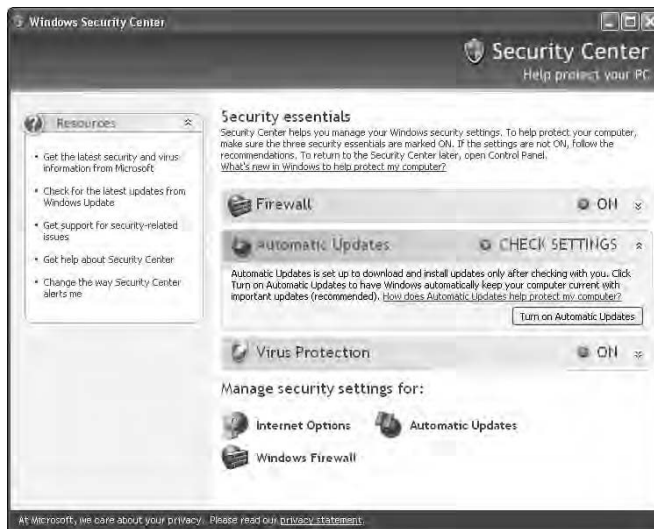 Windows Security Center
Security Center
Help protect your PC
Resources
• Get the latest security and virus
information from Microsoft
• Check for the latest updates from
Windows Update
• Get support for security-related
issues
• Get help about Security Center
• Change the way Security Center
alerts me
Security essentials
Security Center helps you manage your Windows security settings. To help protect your computer,
make sure the three security essentials are marked ON. If the settings are not ON, follow the
recommendations. To return to the Security Center later, open Control Panel.
What's new in Windows to help protect my computer?
Firewall ON
Automatic Updates CHECK SETTINGS
Automatic Updates is set up to download and install updates only after checking with you. Click
Turn on Automatic Updates to have Windows automatically keep your computer current with
important updates (recommended). How does Automatic Updates help protect my computer?
Turn on Automatic Updates
Virus Protection ON
Manage security settings for:
Internet Options Automatic Updates
Windows Firewall
At Microsoft, we care about your privacy. Please read our privacy statement.